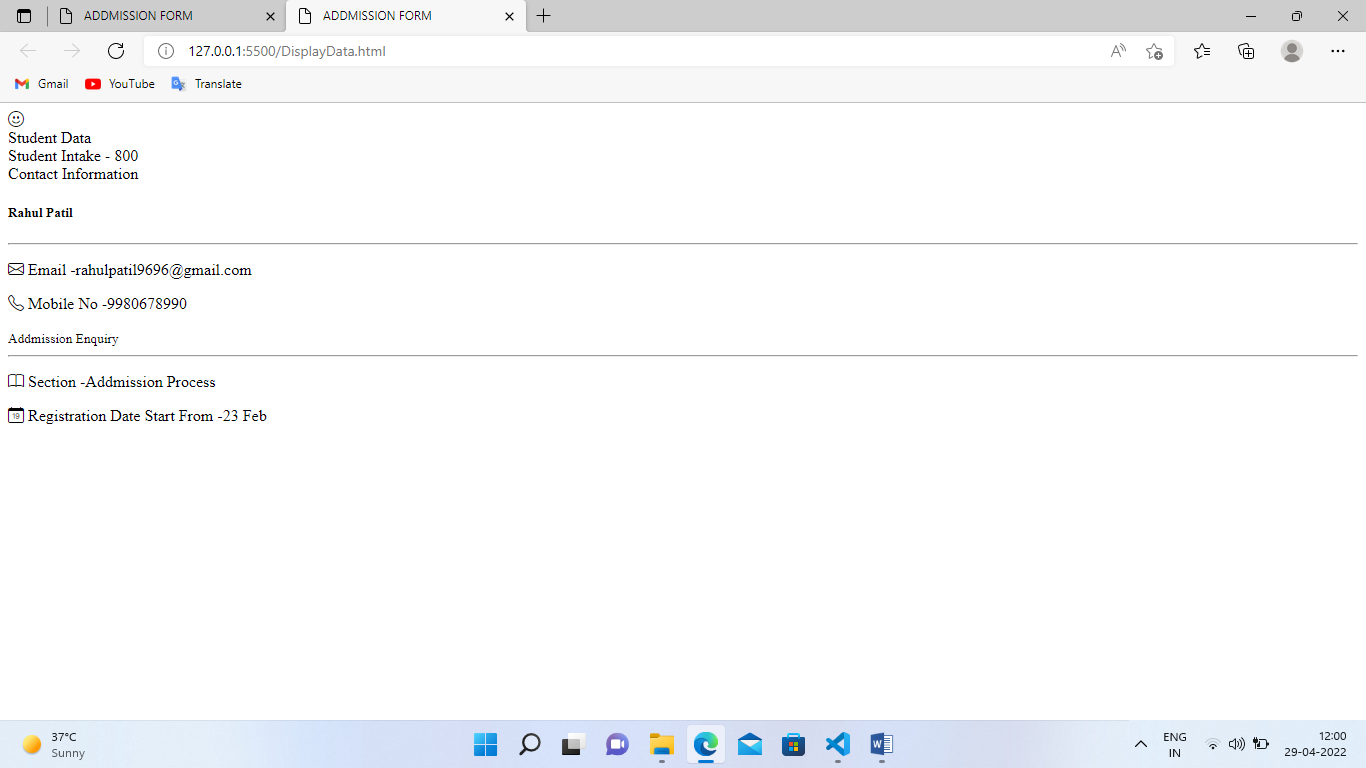 ADDMISSION FORM
ADDMISSION FORM
127.0.0.1:5500/DisplayData.html
Gmail
YouTube
Translate
Student Data
Student Intake - 800
Contact Information
Rahul Patil
Email -rahulpatil9696@gmail.com
Mobile No -9980678990
Addmission Enquiry
Section -Addmission Process
19
Registration Date Start From -23 Feb
37°C
Sunny
ENG
IN
12:00
29-04-2022